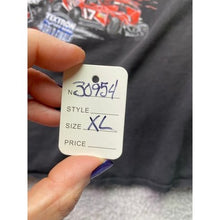 17
TEXTRON
No 30954
STYLE
SIZE XL
PRICE